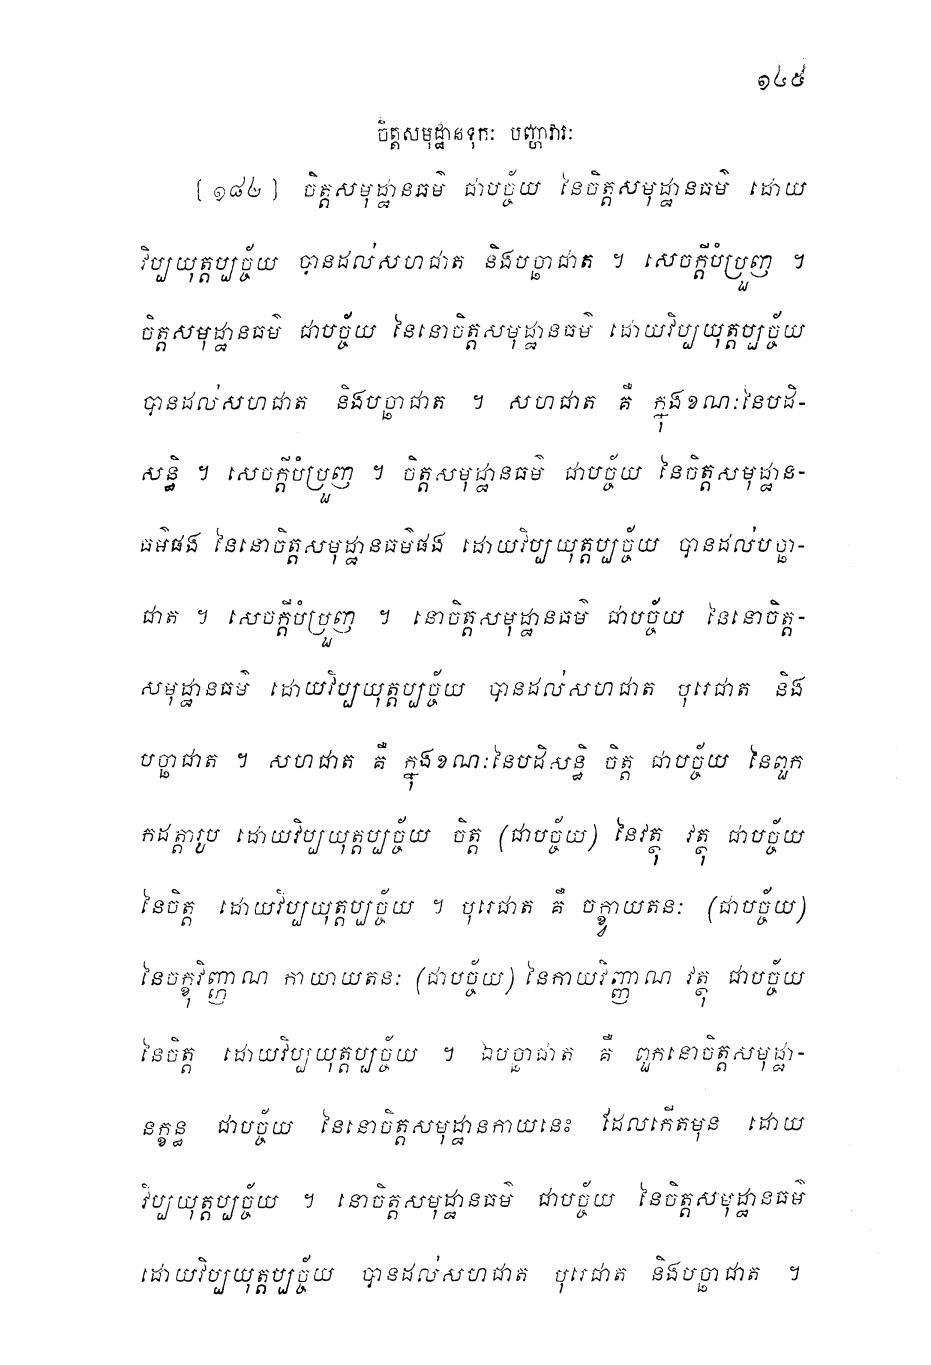 ១៤៩
ចិត្តសមុដ្ឋានទុកៈ បញ្ហាវារៈ
[១៨៤] ចិត្តសមុដ្ឋានធម៌ ជាបច្ច័យ នៃចិត្តសមុដ្ឋានធម៌ ដោយ
វិប្បយុត្តប្បច្ច័យ បានដល់សហជាត និងបច្ឆាជាត ។ សេចក្តីបំប្រួញ ។
ចិត្តសមុដ្ឋានធម៌ ជាបច្ច័យ នៃនោចិត្តសមុដ្ឋានធម៌ ដោយវិប្បយុត្តប្បច្ច័យ
បានដល់សហជាត និងបច្ឆាជាត ។ សហជាត គឺ ក្នុងខណៈនៃបដិ-
សន្ធិ ។ សេចក្តីបំប្រួញ ។ ចិត្តសមុដ្ឋានធម៌ ជាបច្ច័យ នៃចិត្តសមុដ្ឋាន-
ធម៌ផង នៃនោចិត្តសមុដ្ឋានធម៌ផង ដោយវិប្បយុត្តប្បច្ច័យ បានដល់បច្ឆា-
ជាត ។ សេចក្តីបំប្រួញ ។ នោចិត្តសមុដ្ឋានធម៌ ជាបច្ច័យ នៃនោចិត្ត-
សមុដ្ឋានធម៌ ដោយវិប្បយុត្តប្បច្ច័យ បានដល់សហជាត បុរេជាត និង
បច្ឆាជាត ។ សហជាត គឺ ក្នុងខណៈនៃបដិសន្ធិ ចិត្ត ជាបច្ច័យ នៃពួក
កដត្តារូប ដោយវិប្បយុត្តប្បច្ច័យ ចិត្ត (ជាបច្ច័យ) នៃវត្ថុ វត្ថុ ជាបច្ច័យ
នៃចិត្ត ដោយវិប្បយុត្តប្បច្ច័យ ។ បុរេជាត គឺ ចក្ខ្វាយតនៈ (ជាបច្ច័យ)
នៃចក្ខុវិញ្ញាណ កាយាយតនៈ (ជាបច្ច័យ) នៃកាយវិញ្ញាណ វត្ថុ ជាបច្ច័យ
នៃចិត្ត ដោយវិប្បយុត្តប្បច្ច័យ ។ ឯបច្ឆាជាត គឺ ពួកនោចិត្តសមុដ្ឋា-
នក្ខន្ធ ជាបច្ច័យ នៃនោចិត្តសមុដ្ឋានកាយនេះ ដែលកើតមុន ដោយ
វិប្បយុត្តប្បច្ច័យ ។ នោចិត្តសមុដ្ឋានធម៌ ជាបច្ច័យ នៃចិត្តសមុដ្ឋានធម៌
ដោយវិប្បយុត្តប្បច្ច័យ បានដល់សហជាត បុរេជាត និងបច្ឆាជាត ។